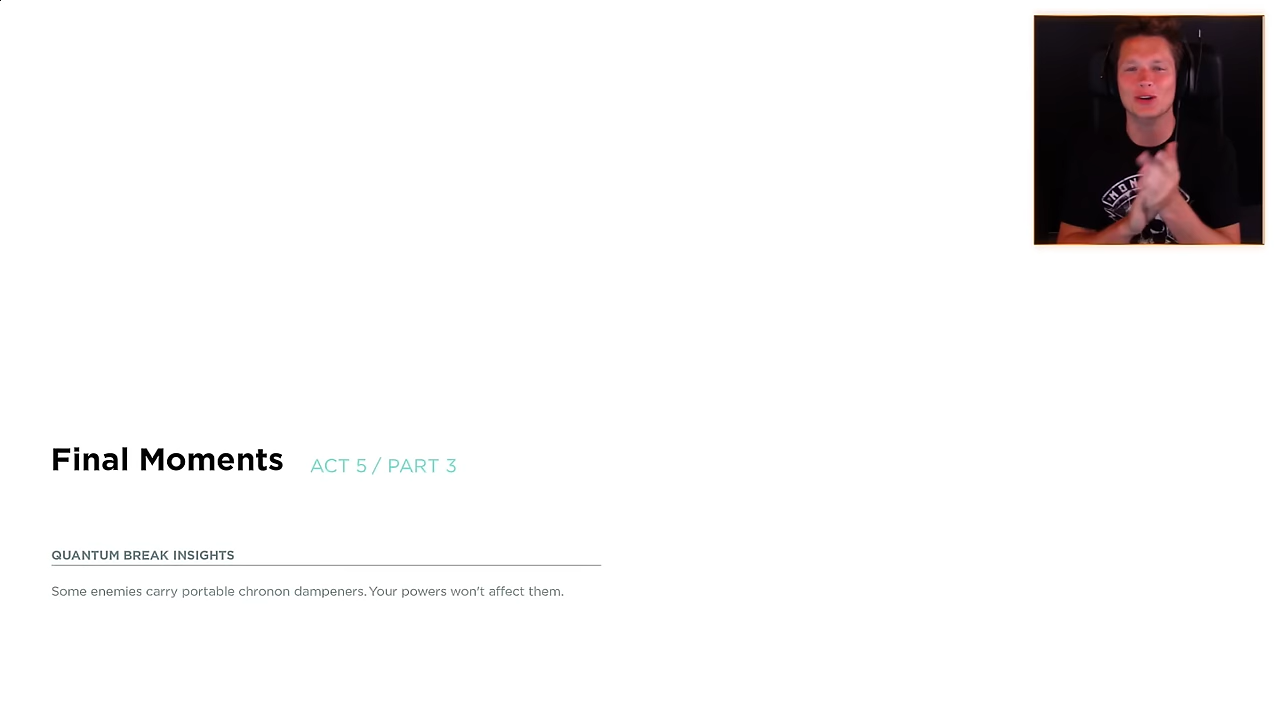 Final Moments ACT 5 / PART 3
QUANTUM BREAK INSIGHTS
Some enemies carry portable chronon dampeners. Your powers won't affect them.